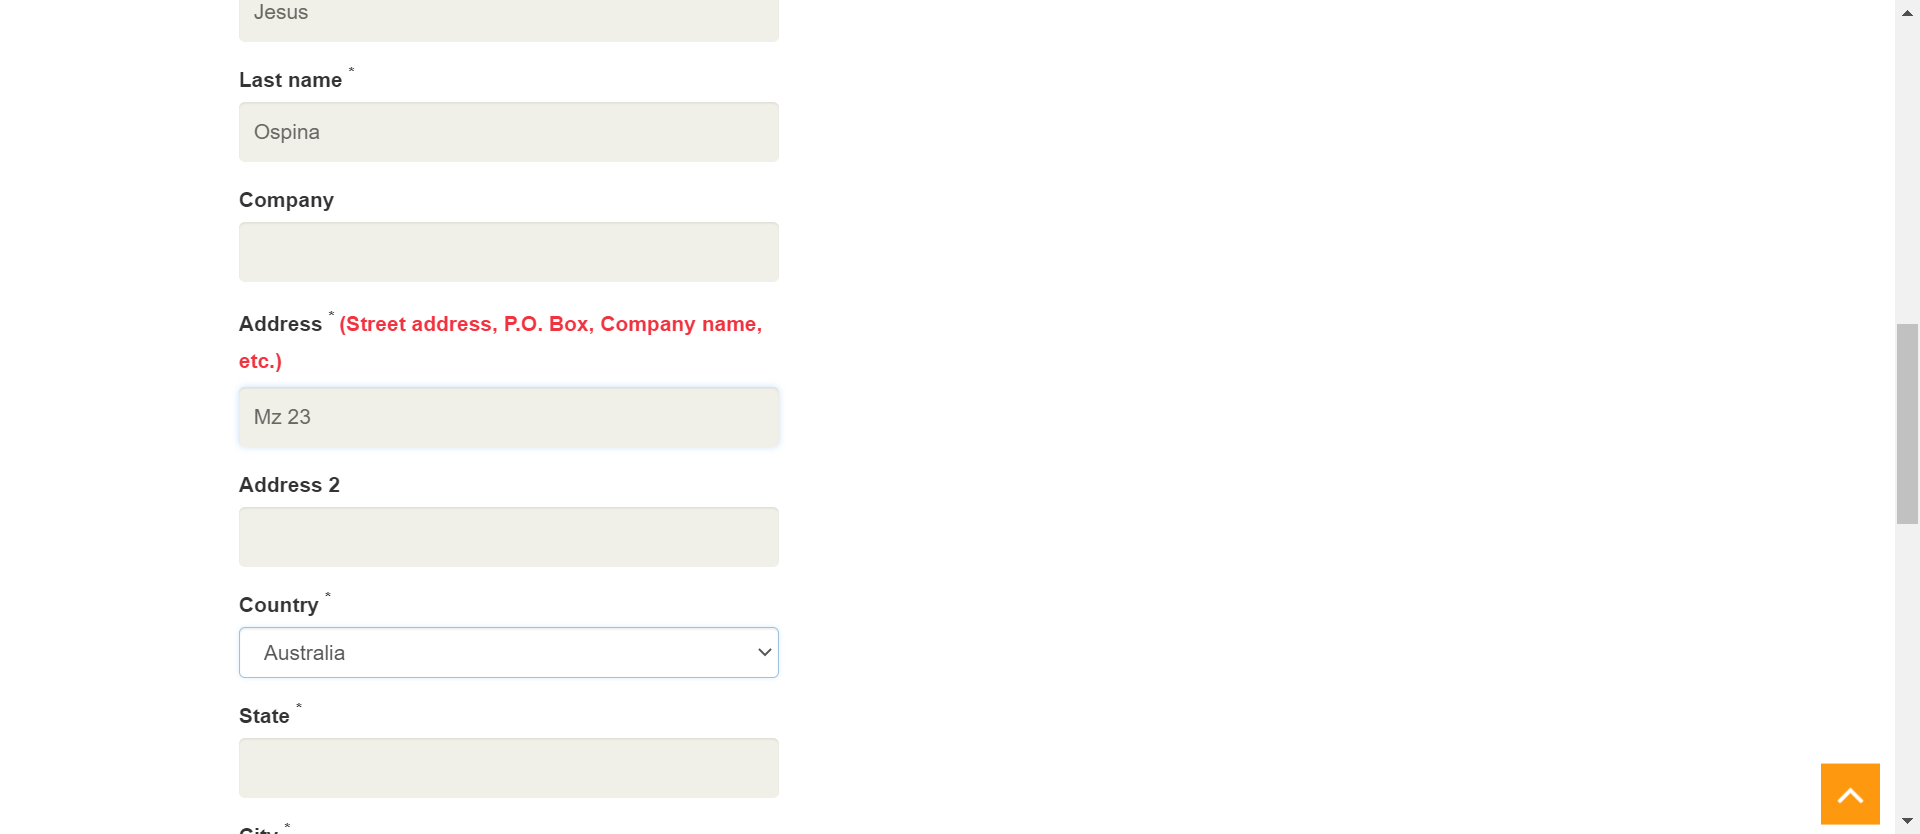 Jesus
Last name *
Ospina
Company
Address * (Street address, P.O. Box, Company name,
etc.)
Mz 23
Address 2
Country *
Australia
State *
City *